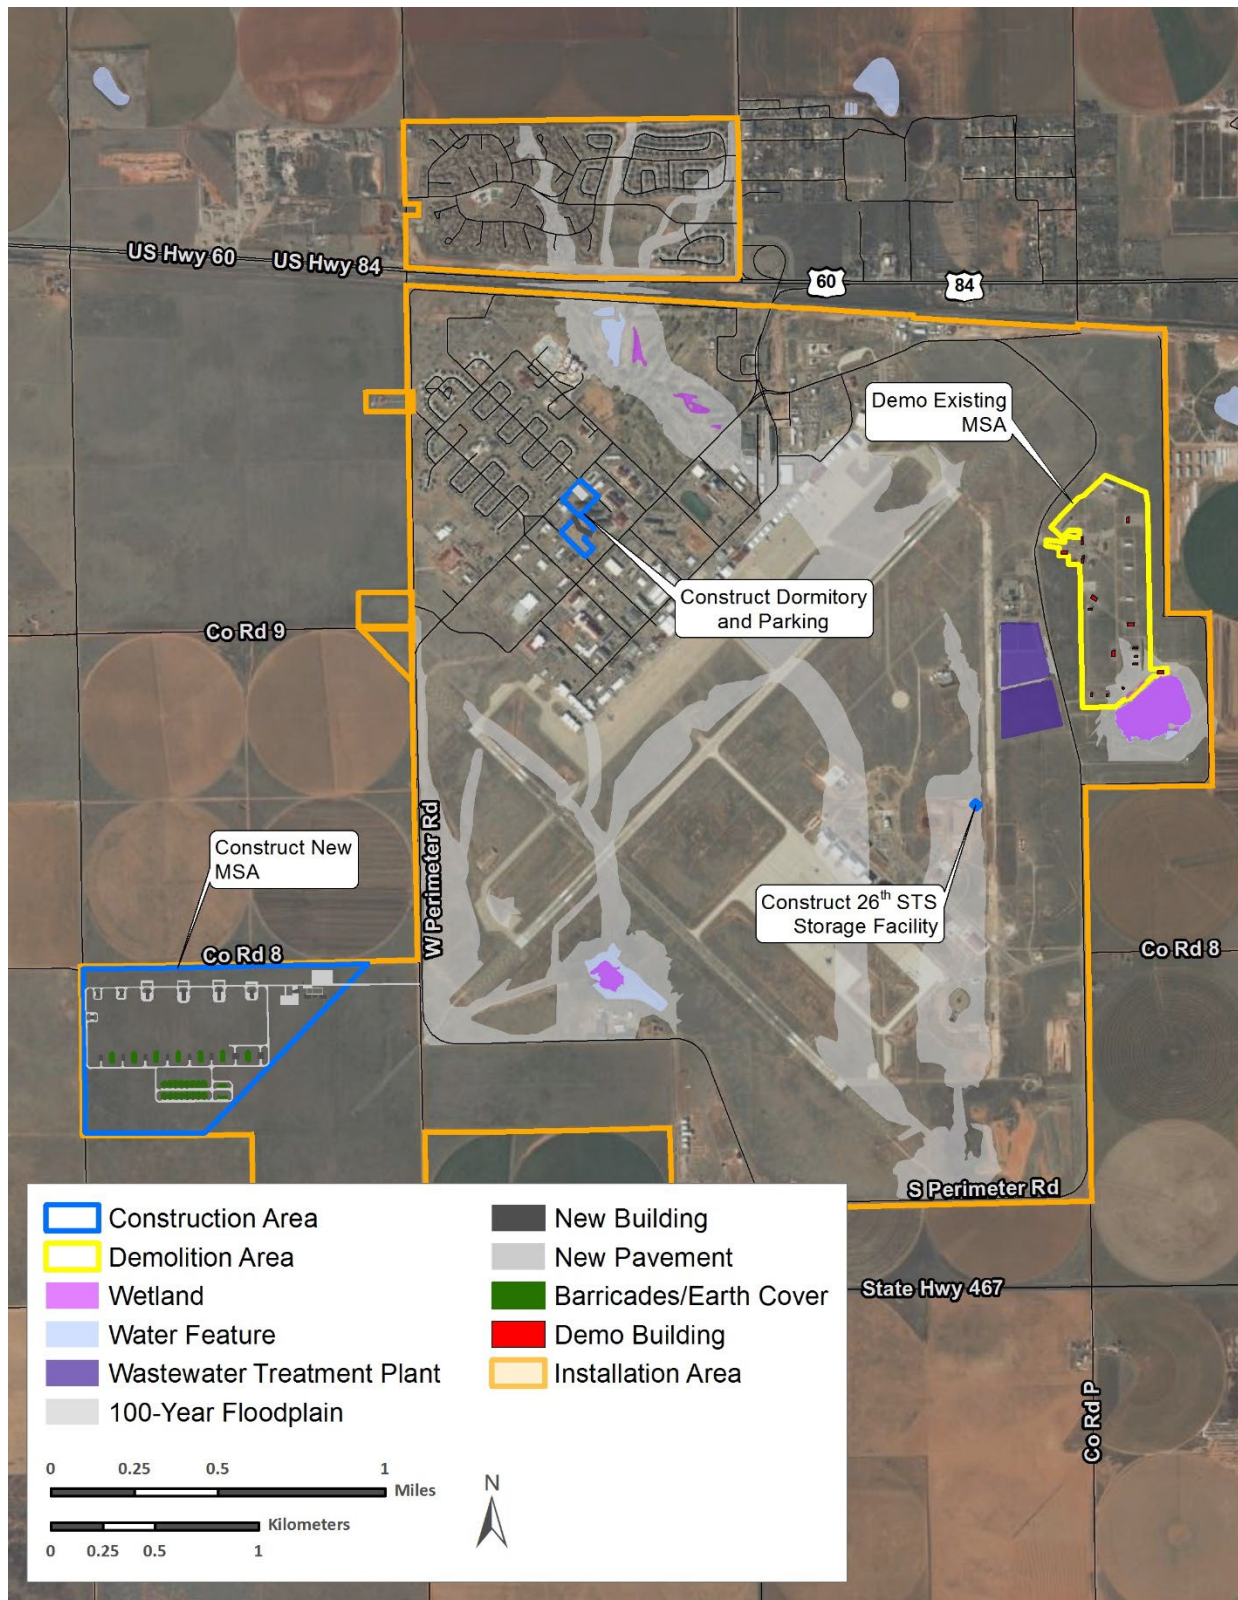 US Hwy 60
US Hwy 84
60
84
Demo Existing
MSA
Construct Dormitory
and Parking
Co Rd 9
W Perimeter Rd
Construct New
MSA
Construct 26th STS
Storage Facility
Co Rd 8
Co Rd 8
S Perimeter Rd
State Hwy 467
Co Rd P
Construction Area
Demolition Area
Wetland
Water Feature
Wastewater Treatment Plant
100-Year Floodplain
New Building
New Pavement
Barricades/Earth Cover
Demo Building
Installation Area
0 0.25 0.5 1
Miles
Kilometers
0 0.25 0.5 1
N